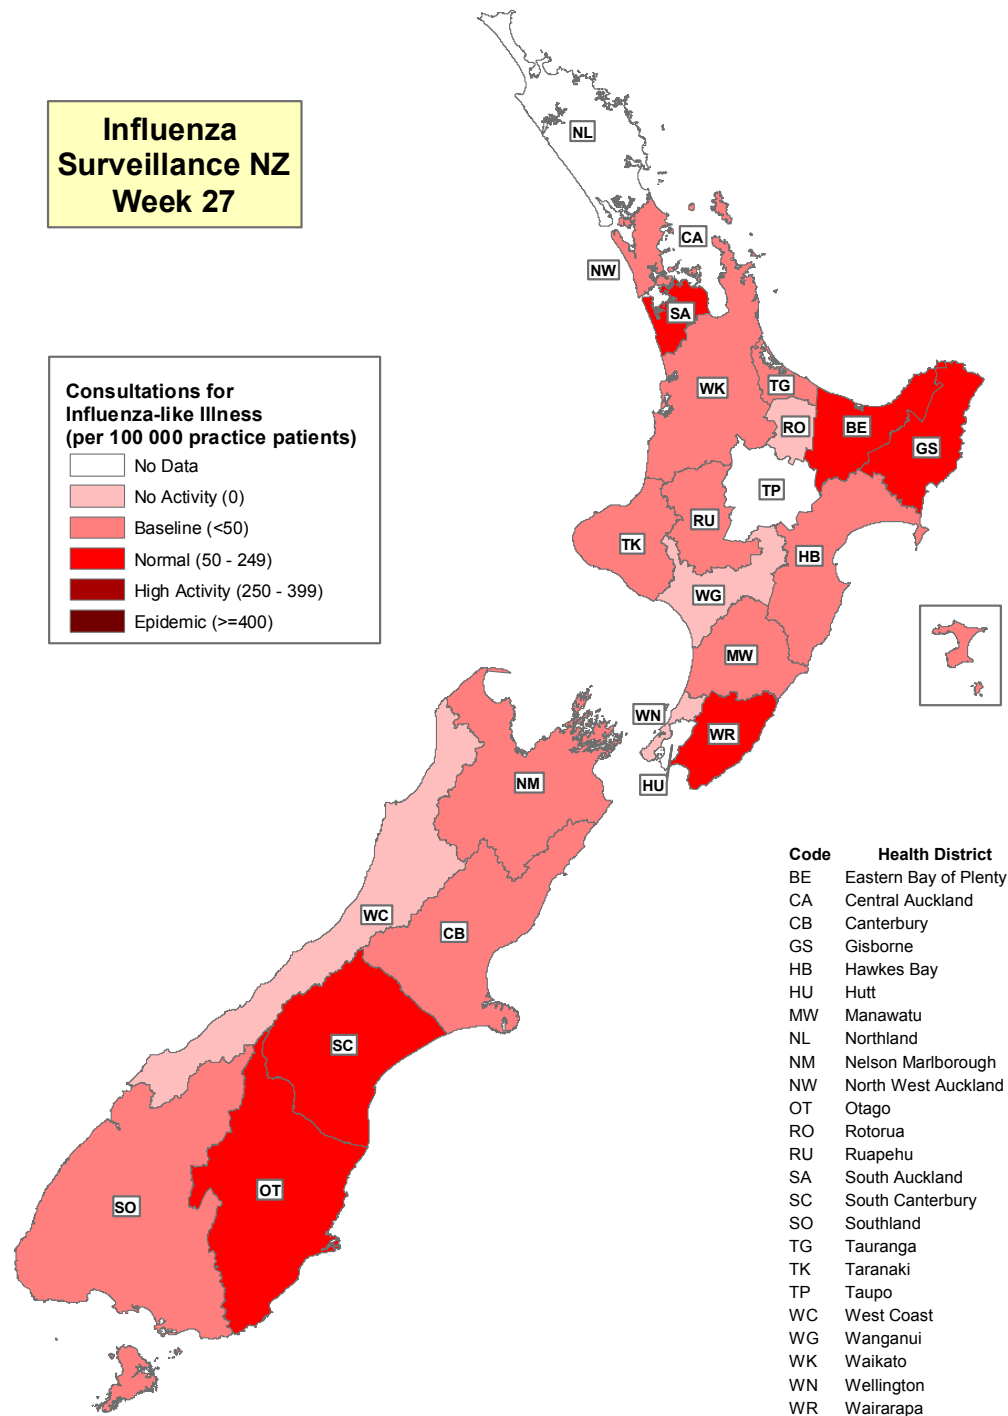 Influenza
Surveillance NZ
Week 27
Consultations for
Influenza-like Illness
(per 100 000 practice patients)
No Data
No Activity (0)
Baseline (<50)
Normal (50 - 249)
High Activity (250 - 399)
Epidemic (>=400)
NL
CA
NW
SA
WK
TG
RO
BE
GS
TP
RU
TK
HB
WG
MW
WN
WR
HU
NM
WC
CB
SC
OT
SO
Code Health District
BE Eastern Bay of Plenty
CA Central Auckland
CB Canterbury
GS Gisborne
HB Hawkes Bay
HU Hutt
MW Manawatu
NL Northland
NM Nelson Marlborough
NW North West Auckland
OT Otago
RO Rotorua
RU Ruapehu
SA South Auckland
SC South Canterbury
SO Southland
TG Tauranga
TK Taranaki
TP Taupo
WC West Coast
WG Wanganui
WK Waikato
WN Wellington
WR Wairarapa